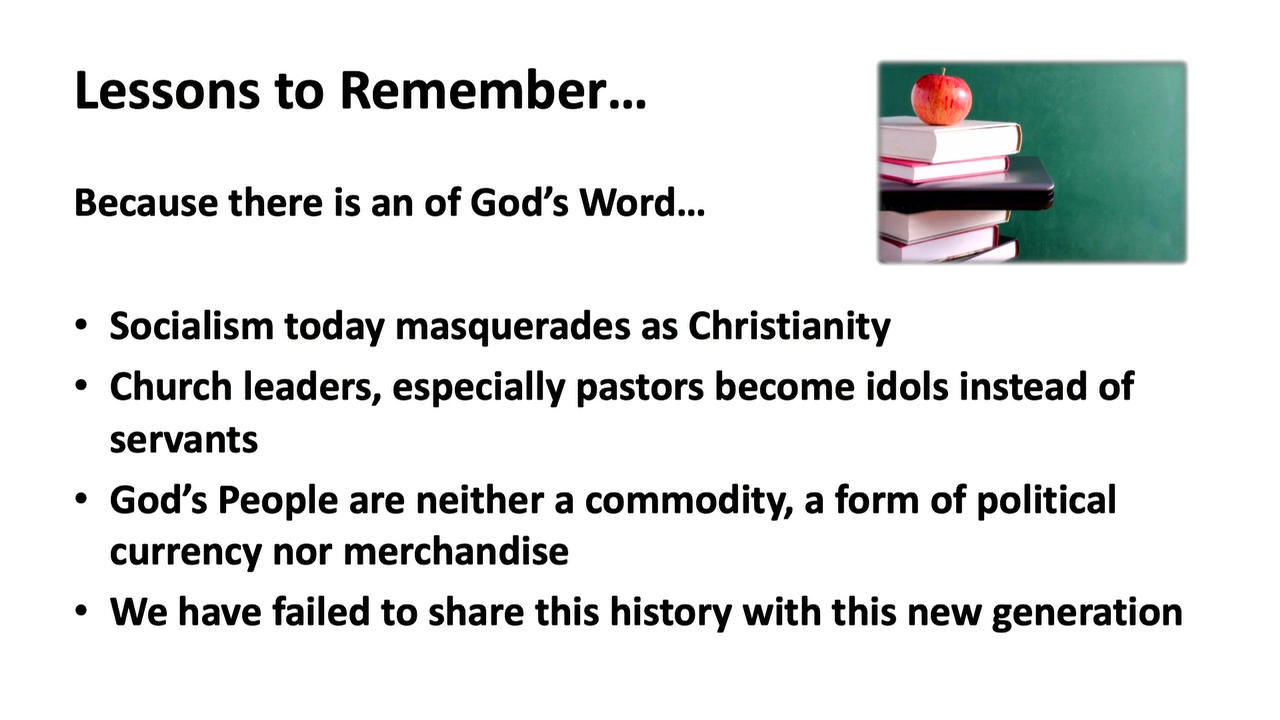 Lessons to Remember…
Because there is an of God’s Word…
• Socialism today masquerades as Christianity
• Church leaders, especially pastors become idols instead of
servants
• God’s People are neither a commodity, a form of political
currency nor merchandise
• We have failed to share this history with this new generation